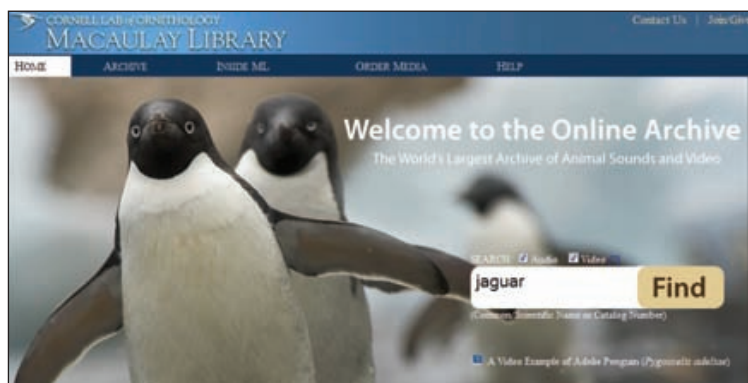 CORNELL LAB of ORNITHOLOGY
MACAULAY LIBRARY
Contact Us | Join/Give
HOME ARCHIVE INSIDE ML ORDER MEDIA HELP
Welcome to the Online Archive
The World's Largest Archive of Animal Sounds and Video
SEARCH Audio Video
jaguar
Find
(Common/Scientific Name or Catalog Number)
A Video Example of Adelie Penguin (Pygoscelis adeliae)